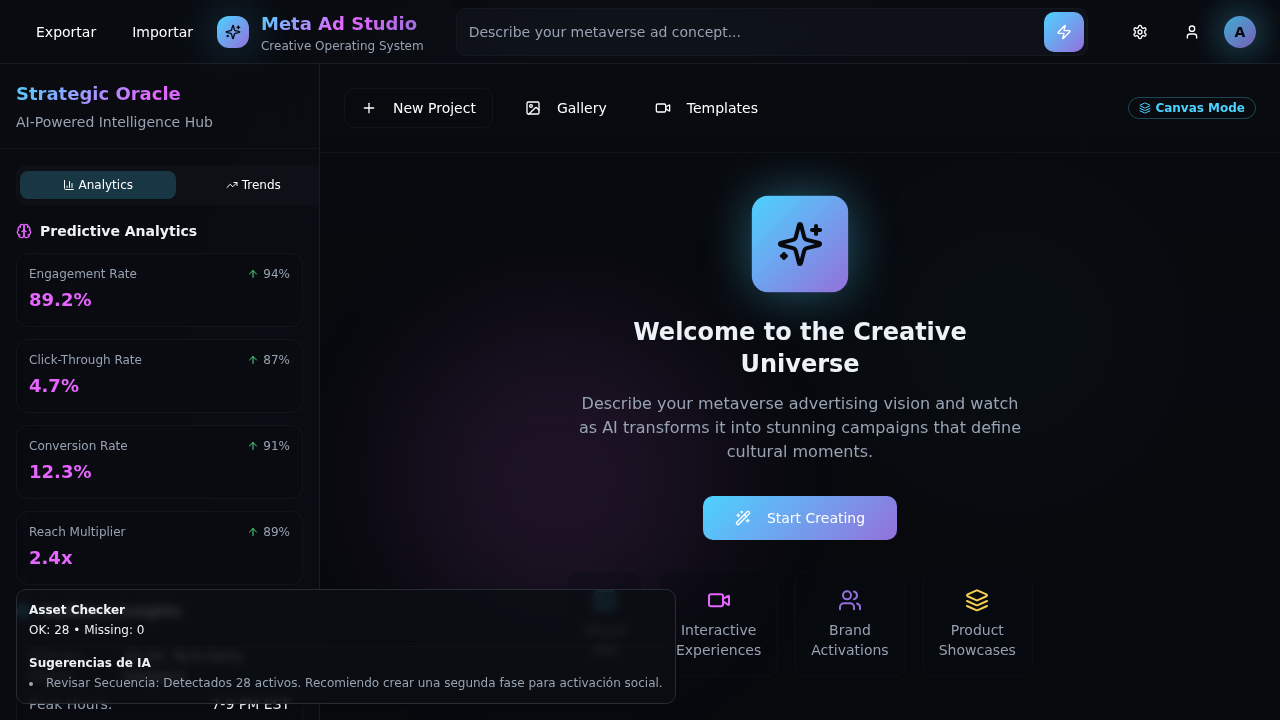 Exportar
Importar
Meta Ad Studio
Creative Operating System
Describe your metaverse ad concept...
A
Strategic Oracle
AI-Powered Intelligence Hub
New Project
Gallery
Templates
Canvas Mode
Analytics
Trends
Predictive Analytics
Engagement Rate
94%
89.2%
Click-Through Rate
87%
4.7%
Conversion Rate
91%
12.3%
Reach Multiplier
89%
2.4x
Welcome to the Creative
Universe
Describe your metaverse advertising vision and watch
as AI transforms it into stunning campaigns that define
cultural moments.
Start Creating
Interactive
Experiences
Brand
Activations
Product
Showcases
Asset Checker
OK: 28 • Missing: 0
Sugerencias de IA
• Revisar Secuencia: Detectados 28 activos. Recomiendo crear una segunda fase para activación social.
Peak Hours:
7-9 PM EST